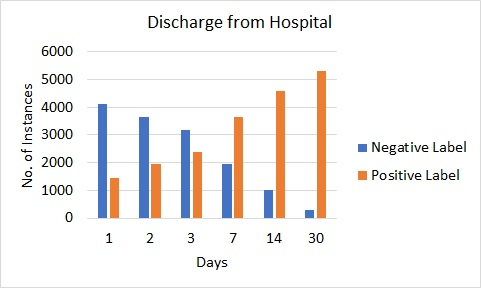 Discharge from Hospital
6000
5000
4000
3000
2000
1000
0
No. of Instances
1 2 3 7 14 30
Days
Negative Label
Positive Label